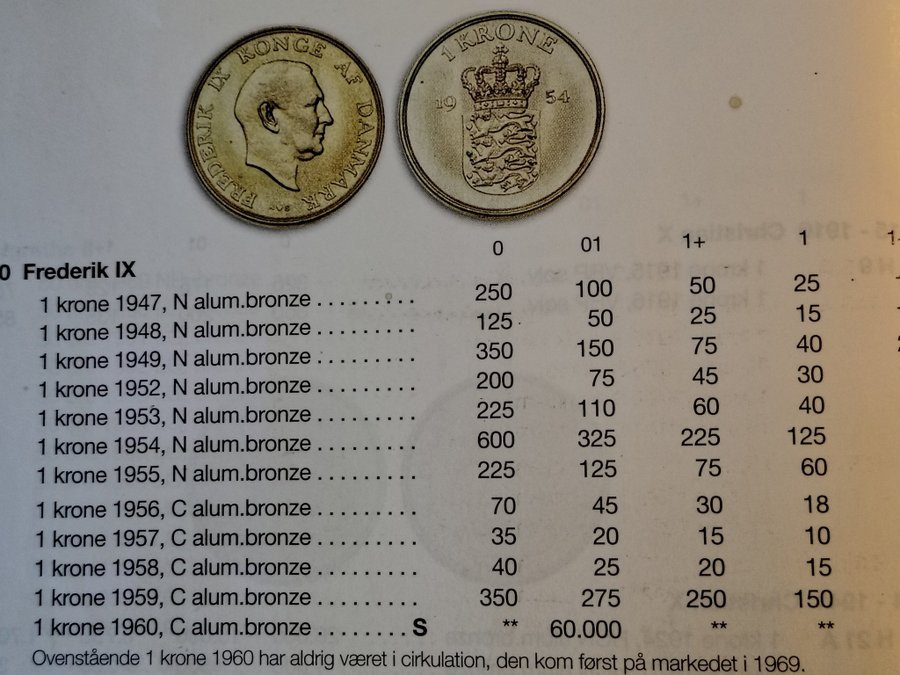 FREDERIK IX KONGE AF DANMARK
1 KRONE
19 54
0 01 1+ 1
0 Frederik IX
1 krone 1947, N alum.bronze . . . . . . . . . 250 100 50 25
1 krone 1948, N alum.bronze . . . . . . . . . 125 50 25 15
1 krone 1949, N alum.bronze . . . . . . . . . 350 150 75 40
1 krone 1952, N alum.bronze . . . . . . . . . 200 75 45 30
1 krone 1953, N alum.bronze . . . . . . . . . 225 110 60 40
1 krone 1954, N alum.bronze . . . . . . . . . 600 325 225 125
1 krone 1955, N alum.bronze . . . . . . . . . 225 125 75 60
1 krone 1956, C alum.bronze . . . . . . . . . 70 45 30 18
1 krone 1957, C alum.bronze . . . . . . . . . 35 20 15 10
1 krone 1958, C alum.bronze . . . . . . . . . 40 25 20 15
1 krone 1959, C alum.bronze . . . . . . . . . 350 275 250 150
1 krone 1960, C alum.bronze . . . . . . . . S ** 60.000 ** **
Ovenstående 1 krone 1960 har aldrig været i cirkulation, den kom først på markedet i 1969.